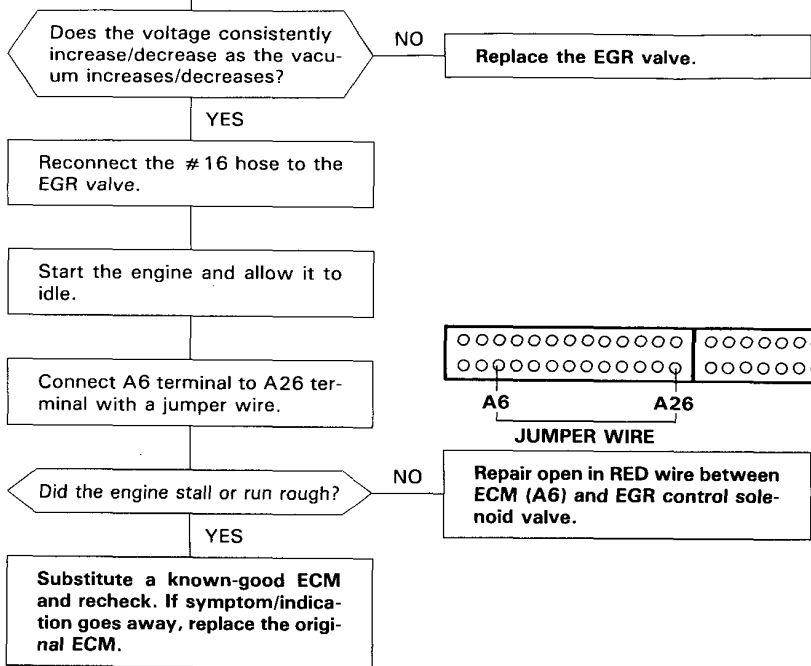 Does the voltage consistently
increase/decrease as the vacu-
um increases/decreases?
NO
Replace the EGR valve.
YES
Reconnect the #16 hose to the
EGR valve.
Start the engine and allow it to
idle.
Connect A6 terminal to A26 ter-
minal with a jumper wire.
A6
A26
JUMPER WIRE
Did the engine stall or run rough?
NO
Repair open in RED wire between
ECM (A6) and EGR control sole-
noid valve.
YES
Substitute a known-good ECM
and recheck. If symptom/indica-
tion goes away, replace the origi-
nal ECM.